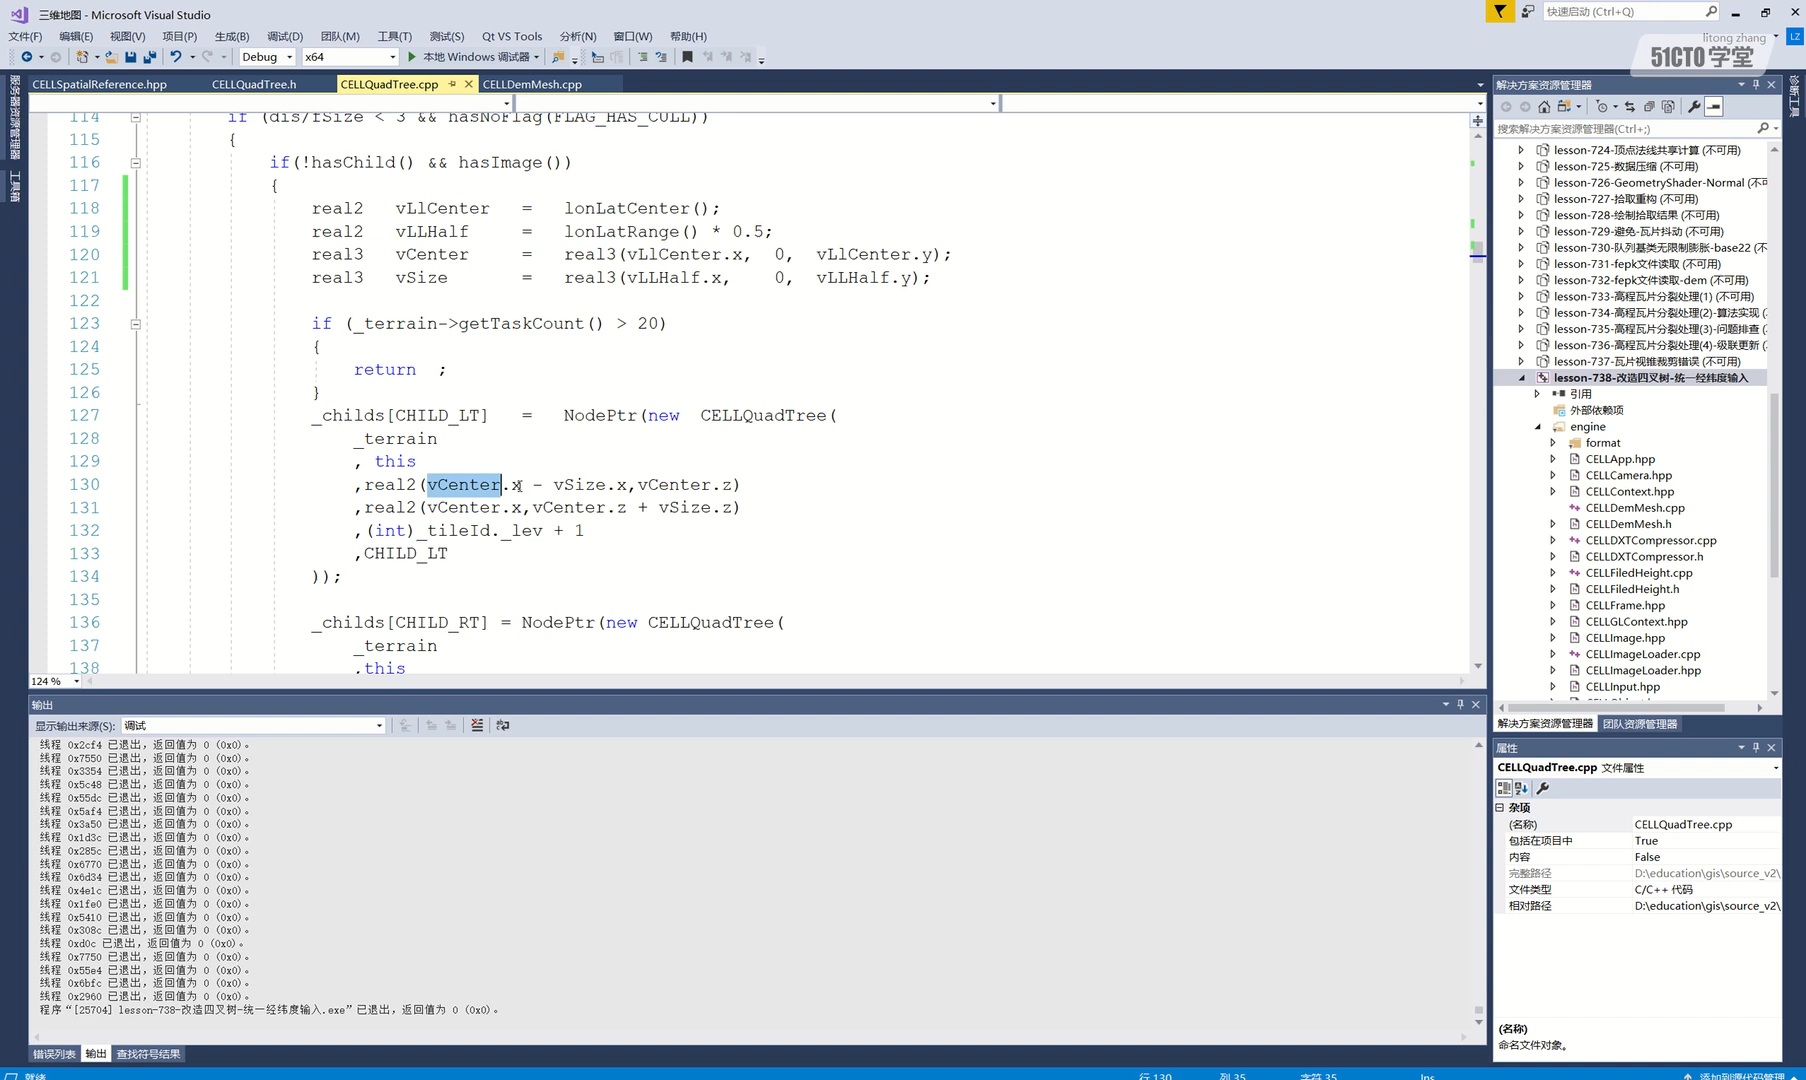 三维地图 - Microsoft Visual Studio
快速启动 (Ctrl+Q)
文件(F) 编辑(E) 视图(V) 项目(P) 生成(B) 调试(D) 团队(M) 工具(T) 测试(S) Qt VS Tools 分析(N) 窗口(W) 帮助(H)
litong zhang LZ
51CTO 学堂
Debug x64 本地 Windows 调试器
服务器资源管理器
工具箱
诊断工具
CELLSpatialReference.hpp CELLQuadTree.h CELLQuadTree.cpp CELLDemMesh.cpp
114 if (dis/fSize < 3 && hasNoFlag(FLAG_HAS_CULL))
115 {
116 if(!hasChild() && hasImage())
117 {
118 real2 vLlCenter = lonLatCenter();
119 real2 vLLHalf = lonLatRange() * 0.5;
120 real3 vCenter = real3(vLlCenter.x, 0, vLlCenter.y);
121 real3 vSize = real3(vLLHalf.x, 0, vLLHalf.y);
122
123 if (_terrain->getTaskCount() > 20)
124 {
125 return ;
126 }
127 _childs[CHILD_LT] = NodePtr(new CELLQuadTree(
128 _terrain
129 , this
130 ,real2(vCenter.x - vSize.x,vCenter.z)
131 ,real2(vCenter.x,vCenter.z + vSize.z)
132 ,(int)_tileId._lev + 1
133 ,CHILD_LT
134 ));
135
136 _childs[CHILD_RT] = NodePtr(new CELLQuadTree(
137 _terrain
138 ,this
124 %
输出
显示输出来源(S): 调试
线程 0x2cf4 已退出，返回值为 0 (0x0)。
线程 0x7550 已退出，返回值为 0 (0x0)。
线程 0x3354 已退出，返回值为 0 (0x0)。
线程 0x5c48 已退出，返回值为 0 (0x0)。
线程 0x55dc 已退出，返回值为 0 (0x0)。
线程 0x5af4 已退出，返回值为 0 (0x0)。
线程 0x3a50 已退出，返回值为 0 (0x0)。
线程 0x1d3c 已退出，返回值为 0 (0x0)。
线程 0x285c 已退出，返回值为 0 (0x0)。
线程 0x6770 已退出，返回值为 0 (0x0)。
线程 0x6d34 已退出，返回值为 0 (0x0)。
线程 0x4e1c 已退出，返回值为 0 (0x0)。
线程 0x1fe0 已退出，返回值为 0 (0x0)。
线程 0x5410 已退出，返回值为 0 (0x0)。
线程 0x308c 已退出，返回值为 0 (0x0)。
线程 0xd0c 已退出，返回值为 0 (0x0)。
线程 0x7750 已退出，返回值为 0 (0x0)。
线程 0x55e4 已退出，返回值为 0 (0x0)。
线程 0x6bfc 已退出，返回值为 0 (0x0)。
线程 0x2960 已退出，返回值为 0 (0x0)。
程序“[25704] lesson-738-改造四叉树-统一经纬度输入.exe”已退出，返回值为 0 (0x0)。
错误列表 输出 查找符号结果
就绪 行 130 列 35 字符 35 Ins 添加到源代码管理
解决方案资源管理器
搜索解决方案资源管理器(Ctrl+;)
lesson-724-顶点法线共享计算 (不可用)
lesson-725-数据压缩 (不可用)
lesson-726-GeometryShader-Normal (不可
lesson-727-拾取重构 (不可用)
lesson-728-绘制拾取结果 (不可用)
lesson-729-避免-瓦片抖动 (不可用)
lesson-730-队列基类无限制膨胀-base22 (不
lesson-731-fepk文件读取 (不可用)
lesson-732-fepk文件读取-dem (不可用)
lesson-733-高程瓦片分裂处理(1) (不可用)
lesson-734-高程瓦片分裂处理(2)-算法实现 (
lesson-735-高程瓦片分裂处理(3)-问题排查 (
lesson-736-高程瓦片分裂处理(4)-级联更新 (
lesson-737-瓦片视锥裁剪错误 (不可用)
lesson-738-改造四叉树-统一经纬度输入
引用
外部依赖项
engine
format
CELLApp.hpp
CELLCamera.hpp
CELLContext.hpp
CELLDemMesh.cpp
CELLDemMesh.h
CELLDXTCompressor.cpp
CELLDXTCompressor.h
CELLFiledHeight.cpp
CELLFiledHeight.h
CELLFrame.hpp
CELLGLContext.hpp
CELLImage.hpp
CELLImageLoader.cpp
CELLImageLoader.hpp
CELLInput.hpp
解决方案资源管理器 团队资源管理器
属性
CELLQuadTree.cpp 文件属性
杂项
(名称) CELLQuadTree.cpp
包括在项目中 True
内容 False
完整路径 D:\education\gis\source_v2\
文件类型 C/C++ 代码
相对路径 D:\education\gis\source_v2\
(名称)
命名文件对象。